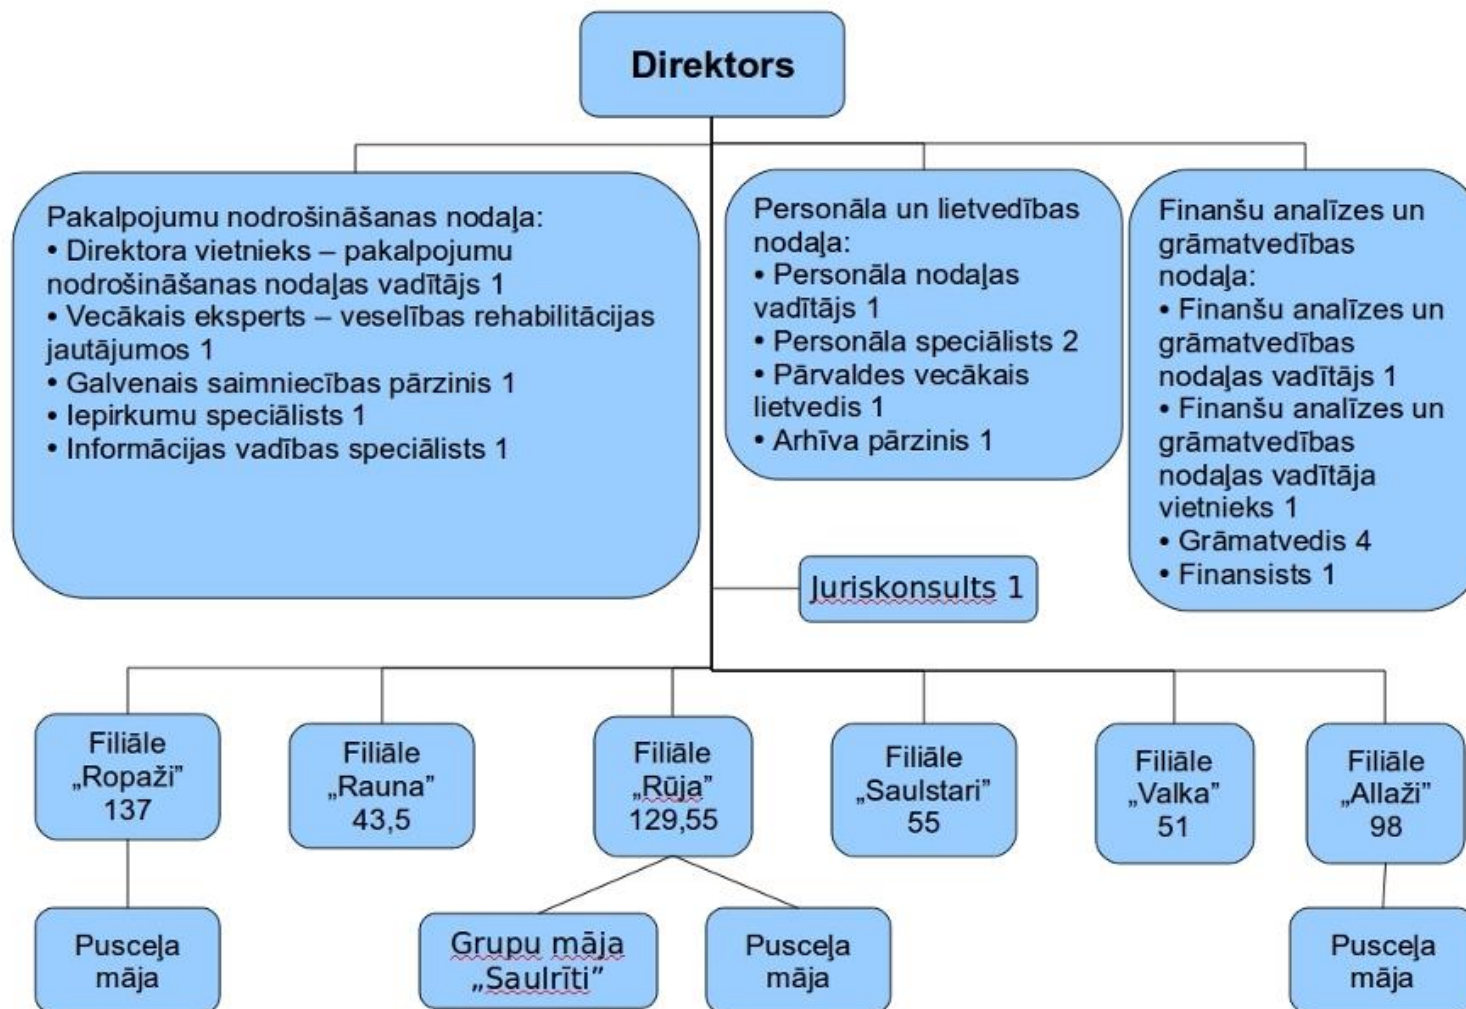 Direktors
Pakalpojumu nodrošināšanas nodaļa:
• Direktora vietnieks – pakalpojumu
nodrošināšanas nodaļas vadītājs 1
• Vecākais eksperts – veselības rehabilitācijas
jautājumos 1
• Galvenais saimniecības pārzinis 1
• Iepirkumu speciālists 1
• Informācijas vadības speciālists 1
Personāla un lietvedības
nodaļa:
• Personāla nodaļas
vadītājs 1
• Personāla speciālists 2
• Pārvaldes vecākais
lietvedis 1
• Arhīva pārzinis 1
Finanšu analīzes un
grāmatvedības
nodaļa:
• Finanšu analīzes un
grāmatvedības
nodaļas vadītājs 1
• Finanšu analīzes un
grāmatvedības
nodaļas vadītāja
vietnieks 1
• Grāmatvedis 4
• Finansists 1
Juriskonsults 1
Filiāle
„Ropaži”
137
Filiāle
„Rauna”
43,5
Filiāle
„Rūja”
129,55
Filiāle
„Saulstari”
55
Filiāle
„Valka”
51
Filiāle
„Allaži”
98
Pusceļa
māja
Grupu māja
„Saulrīti”
Pusceļa
māja
Pusceļa
māja